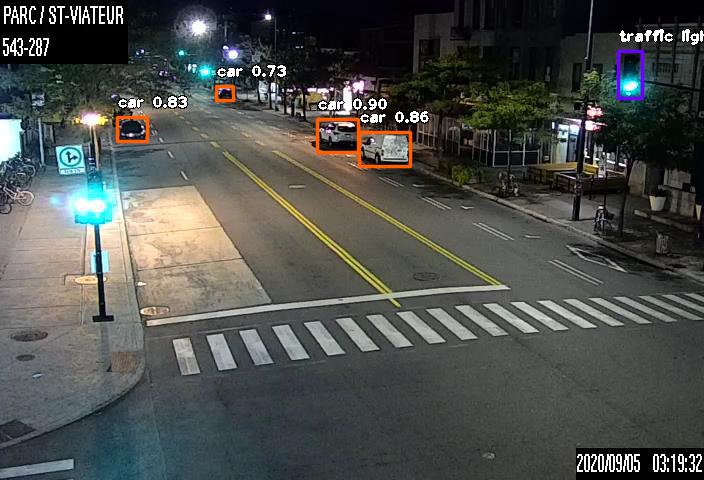 PARC / ST-VIATEUR
543-287
traffic ligh
car 0.73
car 0.83
car 0.90
car 0.86
2020/09/05 03:19:32